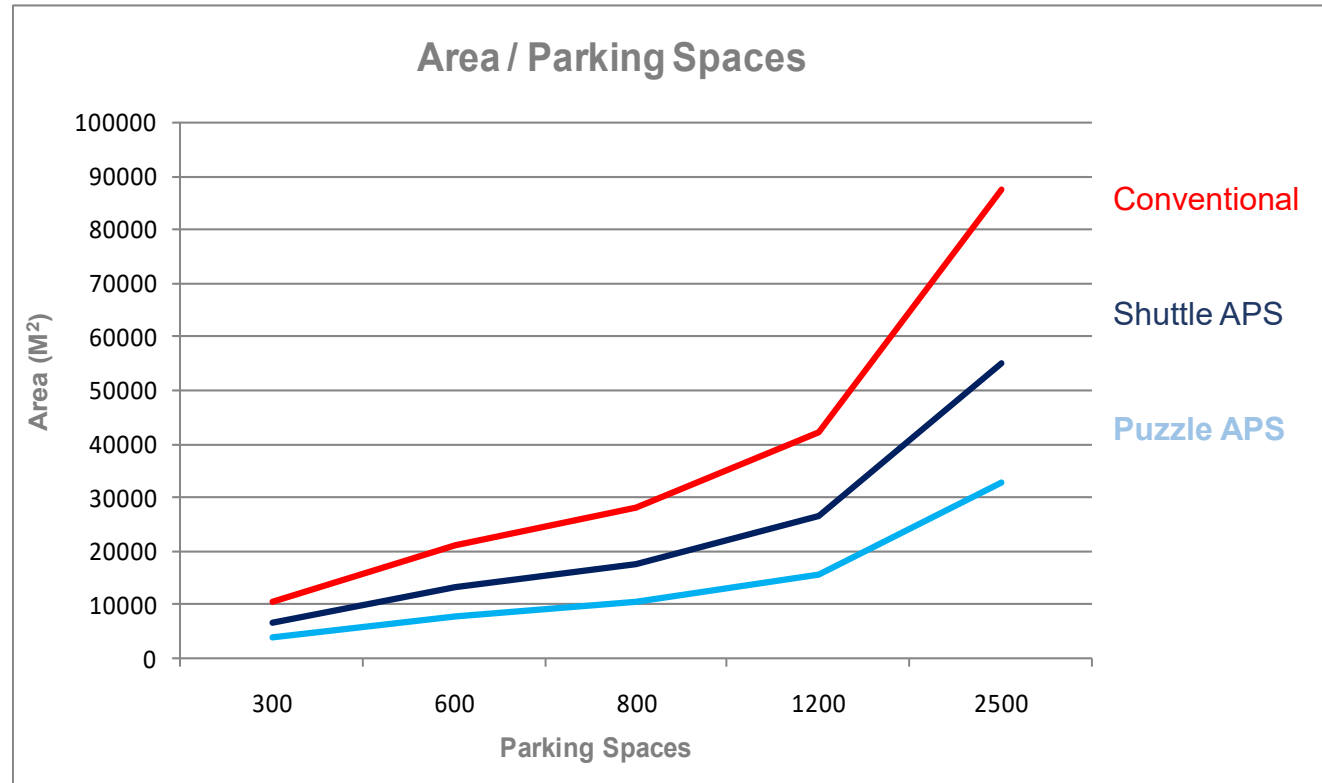 Area / Parking Spaces
100000
90000
80000
70000
60000
50000
40000
30000
20000
10000
0
Area (M²)
300 600 800 1200 2500
Parking Spaces
Conventional
Shuttle APS
Puzzle APS